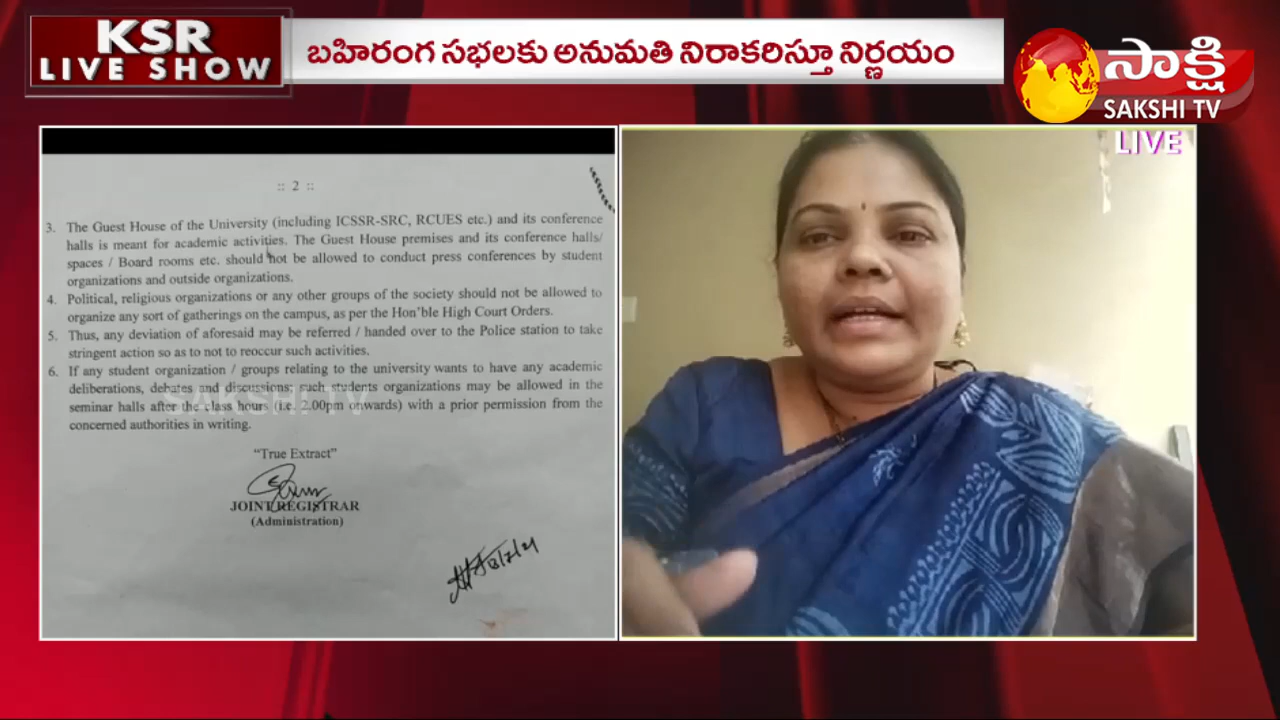 KSR
LIVE SHOW
బహిరంగ సభలకు అనుమతి నిరాకరిస్తూ నిర్ణయం
సాక్షి
SAKSHI TV
LIVE
:: 2 ::
3. The Guest House of the University (including ICSSR-SRC, RCUES etc.) and its conference
halls is meant for academic activities. The Guest House premises and its conference halls/
spaces / Board rooms etc. should not be allowed to conduct press conferences by student
organizations and outside organizations.
4. Political, religious organizations or any other groups of the society should not be allowed to
organize any sort of gatherings on the campus, as per the Hon'ble High Court Orders.
5. Thus, any deviation of aforesaid may be referred / handed over to the Police station to take
stringent action so as to not to reoccur such activities.
6. If any student organization / groups relating to the university wants to have any academic
deliberations, debates and discussions; such students organizations may be allowed in the
seminar halls after the class hours (i.e. 2.00pm onwards) with a prior permission from the
concerned authorities in writing.
SAKSHI TV
"True Extract"
JOINT REGISTRAR
(Administration)